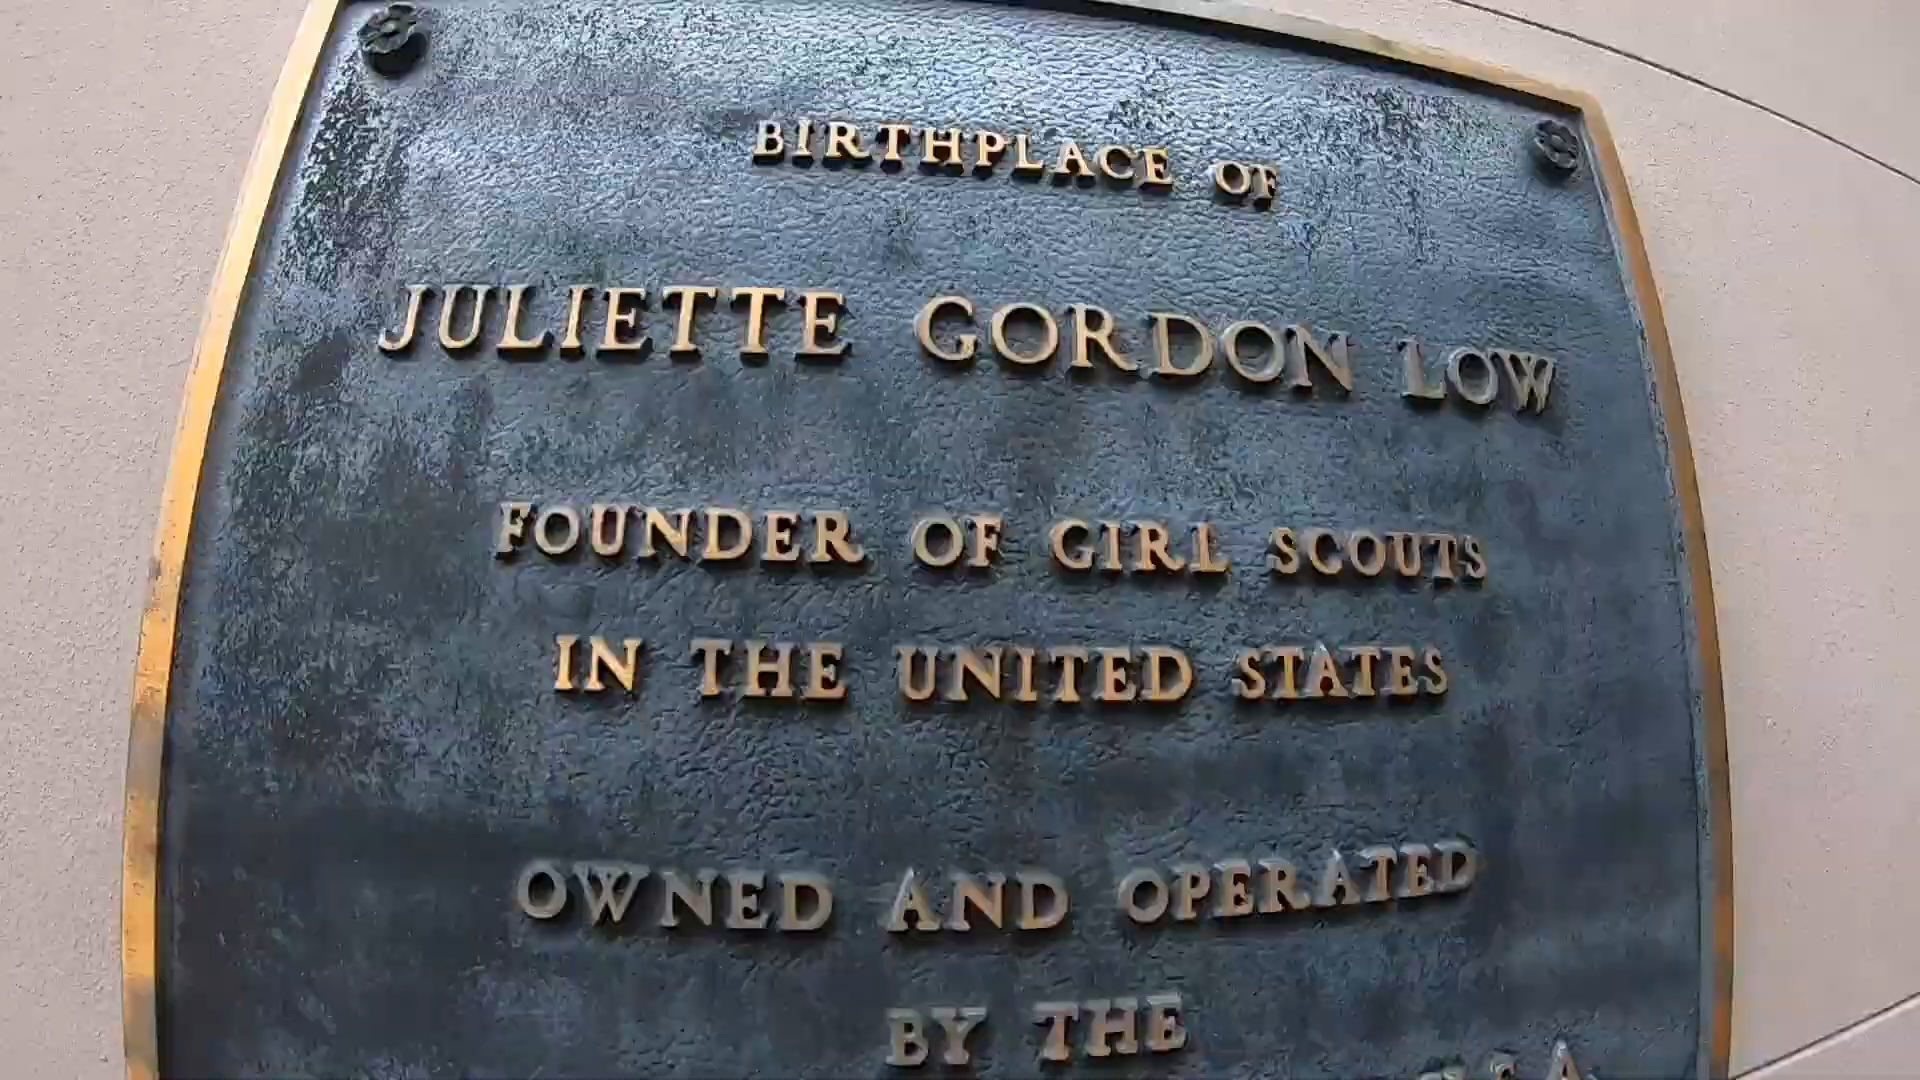 BIRTHPLACE OF
JULIETTE GORDON LOW
FOUNDER OF GIRL SCOUTS
IN THE UNITED STATES
OWNED AND OPERATED
BY THE